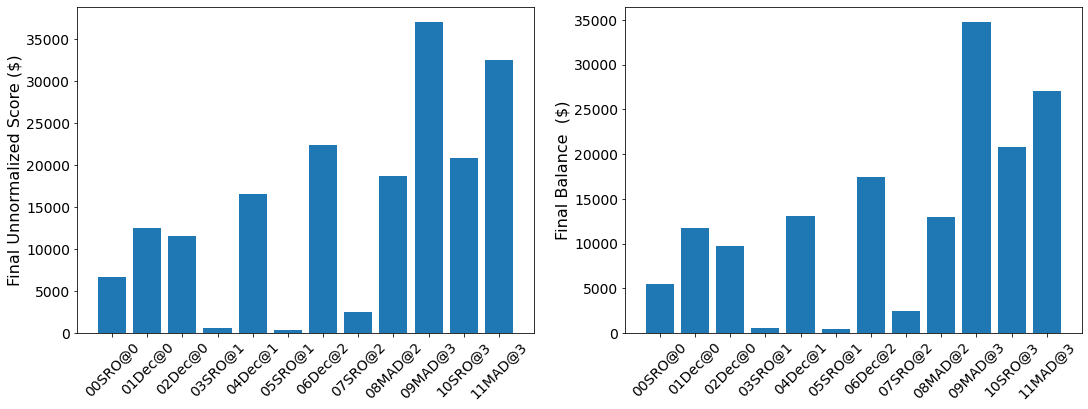 Final Unnormalized Score ($)
35000
30000
25000
20000
15000
10000
5000
0
00SRO@0
01Dec@0
02Dec@0
03SRO@1
04Dec@1
05SRO@1
06Dec@2
07SRO@2
08MAD@2
09MAD@3
10SRO@3
11MAD@3
Final Balance  ($)
35000
30000
25000
20000
15000
10000
5000
0
00SRO@0
01Dec@0
02Dec@0
03SRO@1
04Dec@1
05SRO@1
06Dec@2
07SRO@2
08MAD@2
09MAD@3
10SRO@3
11MAD@3